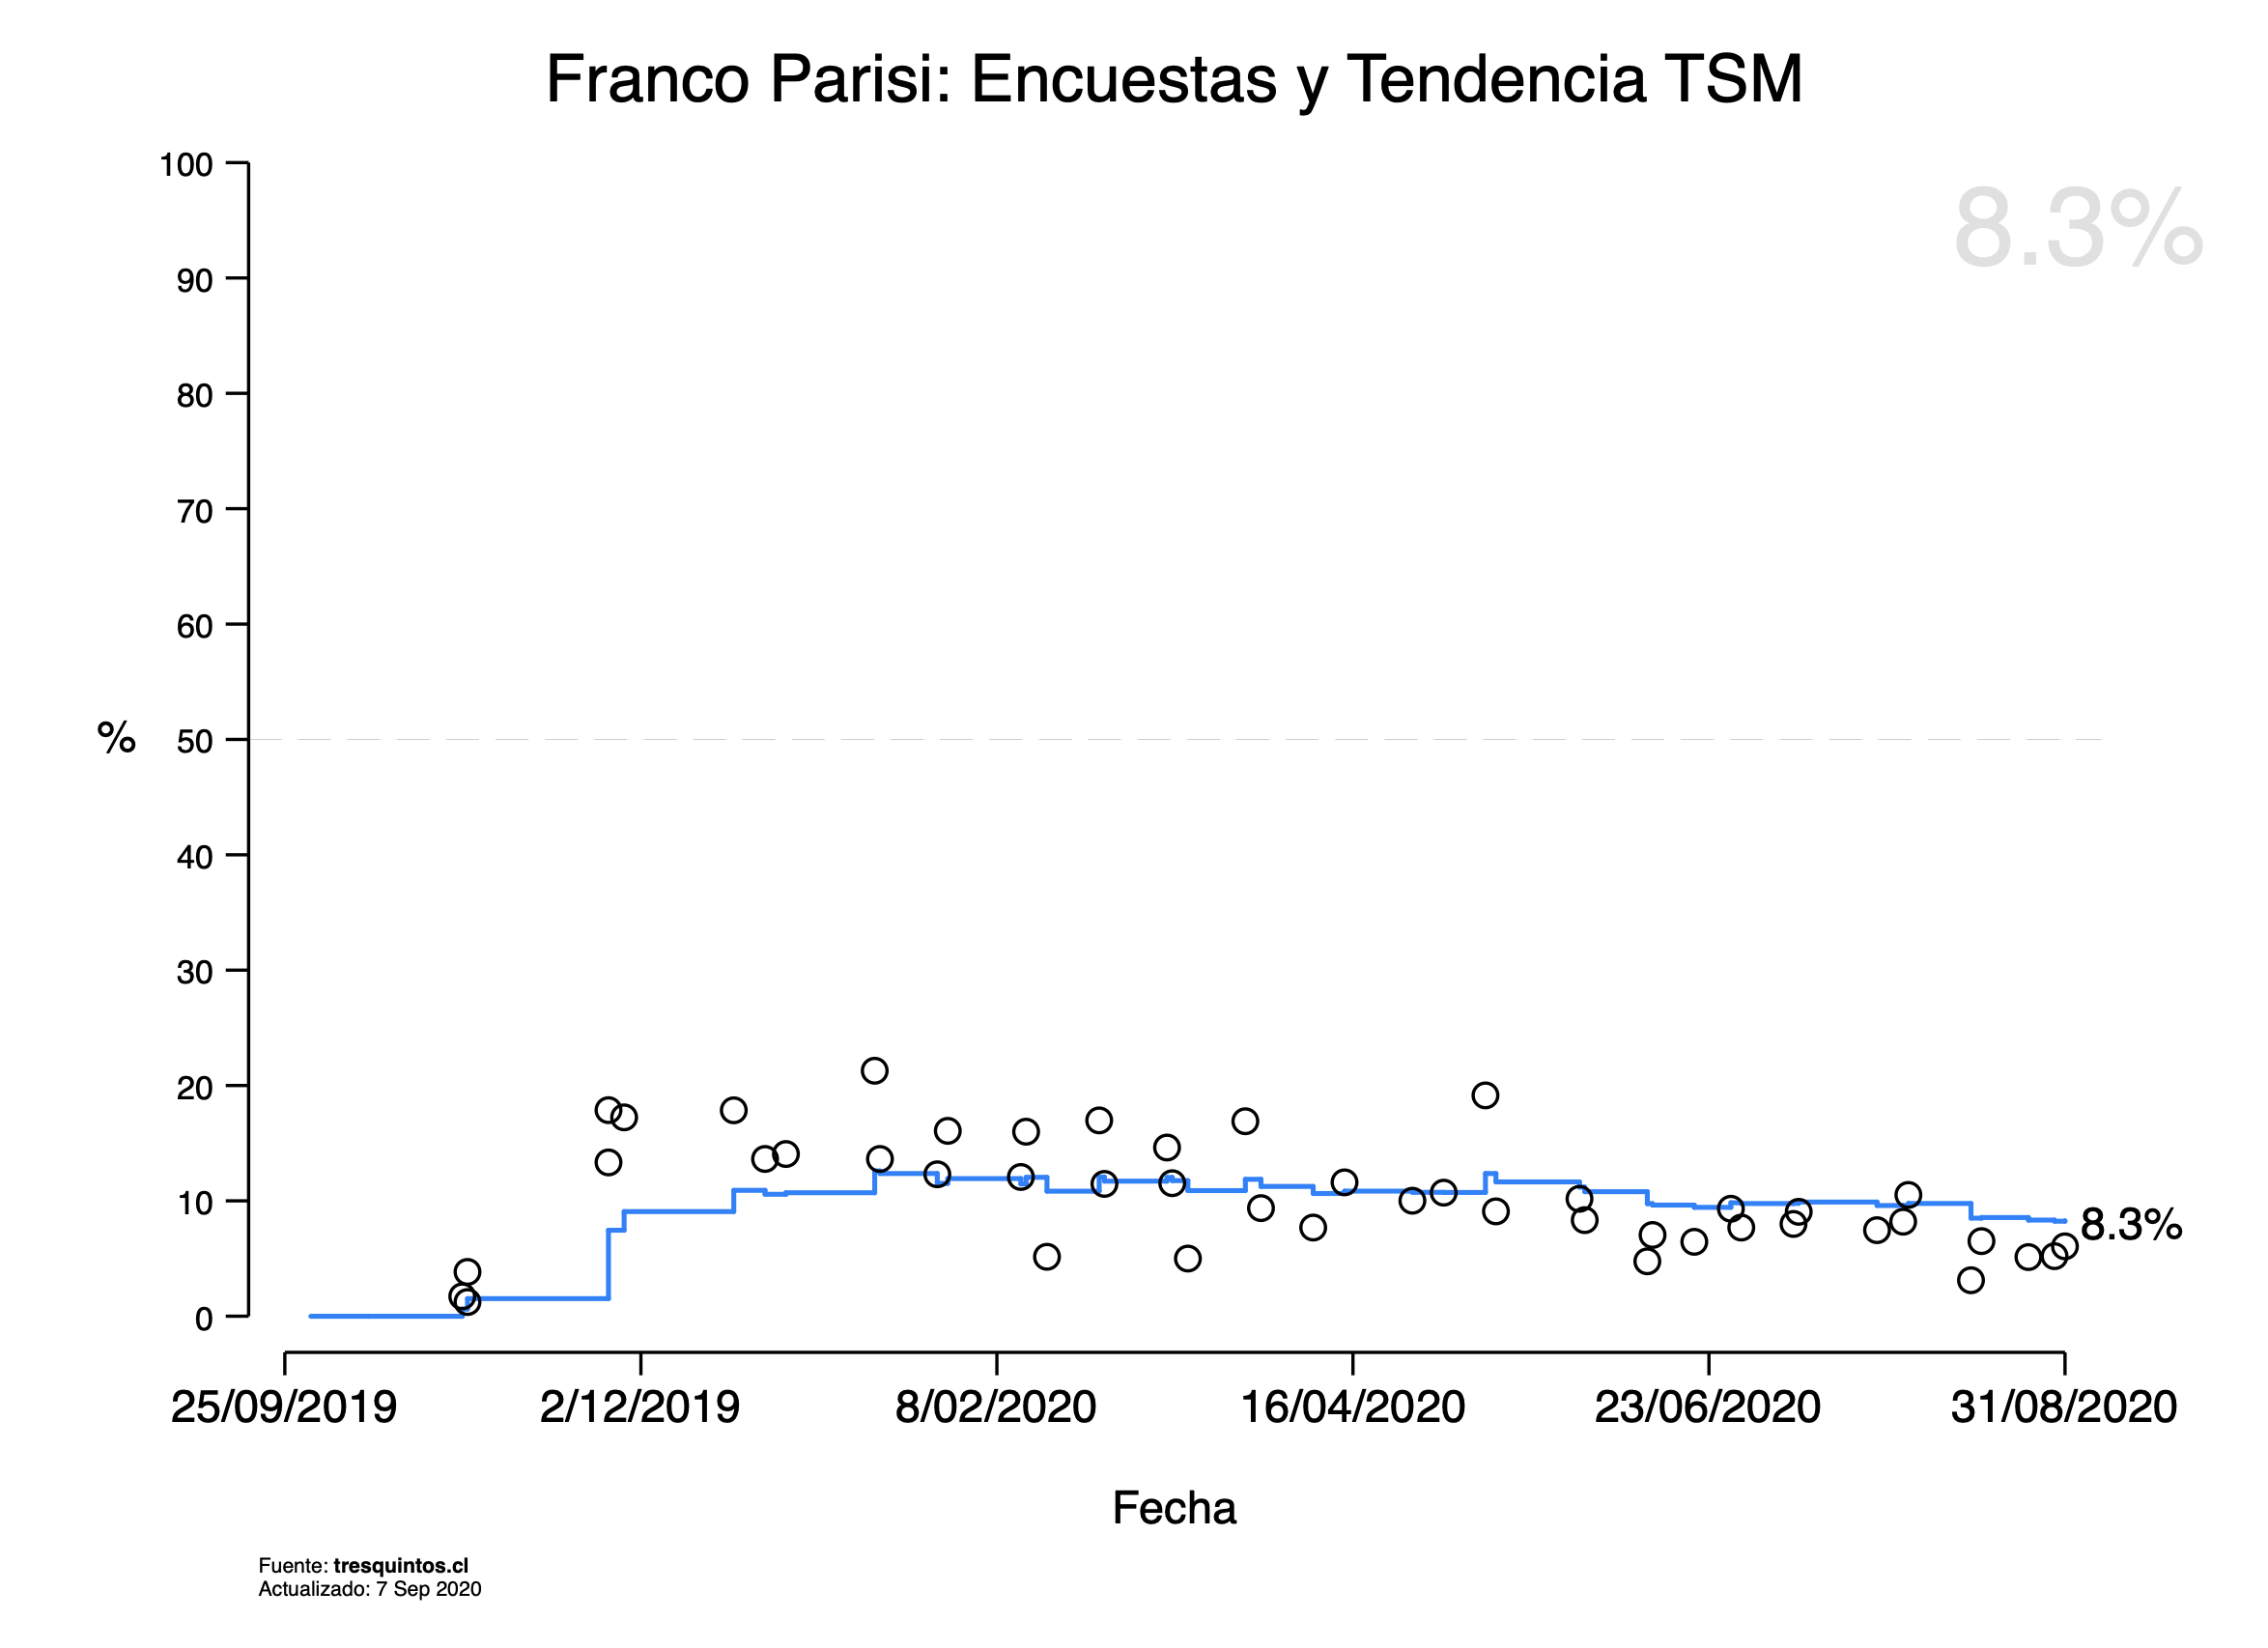 Franco Parisi: Encuestas y Tendencia TSM
8.3%
100
90
80
70
60
% 50
40
30
20
10
0
8.3%
25/09/2019 2/12/2019 8/02/2020 16/04/2020 23/06/2020 31/08/2020
Fecha
Fuente: tresquintos.cl
Actualizado: 7 Sep 2020